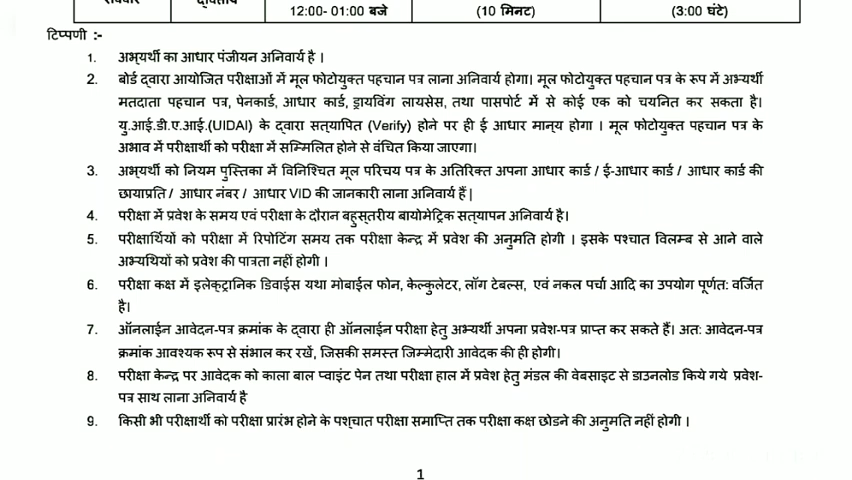 12:00- 01:00 बजे (10 मिनट) (3:00 घंटे)
टिप्पणी :-
1. अभ्यर्थी का आधार पंजीयन अनिवार्य है ।
2. बोर्ड द्वारा आयोजित परीक्षाओं में मूल फोटोयुक्त पहचान पत्र लाना अनिवार्य होगा। मूल फोटोयुक्त पहचान पत्र के रूप में अभ्यर्थी
मतदाता पहचान पत्र, पेनकार्ड, आधार कार्ड, ड्रायविंग लायसेस, तथा पासपोर्ट में से कोई एक को चयनित कर सकता है।
यु.आई.डी.ए.आई.(UIDAI) के द्वारा सत्यापित (Verify) होने पर ही ई आधार मान्य होगा । मूल फोटोयुक्त पहचान पत्र के
अभाव में परीक्षार्थी को परीक्षा में सम्मिलित होने से वंचित किया जाएगा।
3. अभ्यर्थी को नियम पुस्तिका में विनिश्चित मूल परिचय पत्र के अतिरिक्त अपना आधार कार्ड / ई-आधार कार्ड / आधार कार्ड की
छायाप्रति / आधार नंबर / आधार VID की जानकारी लाना अनिवार्य हैं|
4. परीक्षा में प्रवेश के समय एवं परीक्षा के दौरान बहुस्तरीय बायोमेट्रिक सत्यापन अनिवार्य है।
5. परीक्षार्थियों को परीक्षा में रिपोटिंग समय तक परीक्षा केन्द्र में प्रवेश की अनुमति होगी । इसके पश्चात विलम्ब से आने वाले
अभ्यथियों को प्रवेश की पात्रता नहीं होगी ।
6. परीक्षा कक्ष में इलेक्ट्रानिक डिवाईस यथा मोबाईल फोन, केल्कुलेटर, लॉग टेबल्स, एवं नकल पर्चा आदि का उपयोग पूर्णत: वर्जित
है।
7. ऑनलाईन आवेदन-पत्र क्रमांक के द्वारा ही ऑनलाईन परीक्षा हेतु अभ्यर्थी अपना प्रवेश-पत्र प्राप्त कर सकते हैं। अत: आवेदन-पत्र
क्रमांक आवश्यक रूप से संभाल कर रखें, जिसकी समस्त जिम्मेदारी आवेदक की ही होगी।
8. परीक्षा केन्द्र पर आवेदक को काला बाल प्वाइंट पेन तथा परीक्षा हाल में प्रवेश हेतु मंडल की वेबसाइट से डाउनलोड किये गये प्रवेश-
पत्र साथ लाना अनिवार्य है
9. किसी भी परीक्षार्थी को परीक्षा प्रारंभ होने के पश्चात परीक्षा समाप्ति तक परीक्षा कक्ष छोडने की अनुमति नहीं होगी ।
1